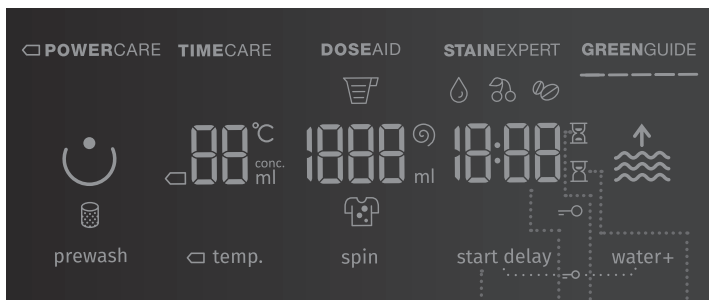 POWERCARE TIMECARE DOSEAID STAINEXPERT GREENGUIDE
88 °C conc. ml 1888 ml 18:88
prewash temp. spin start delay water+